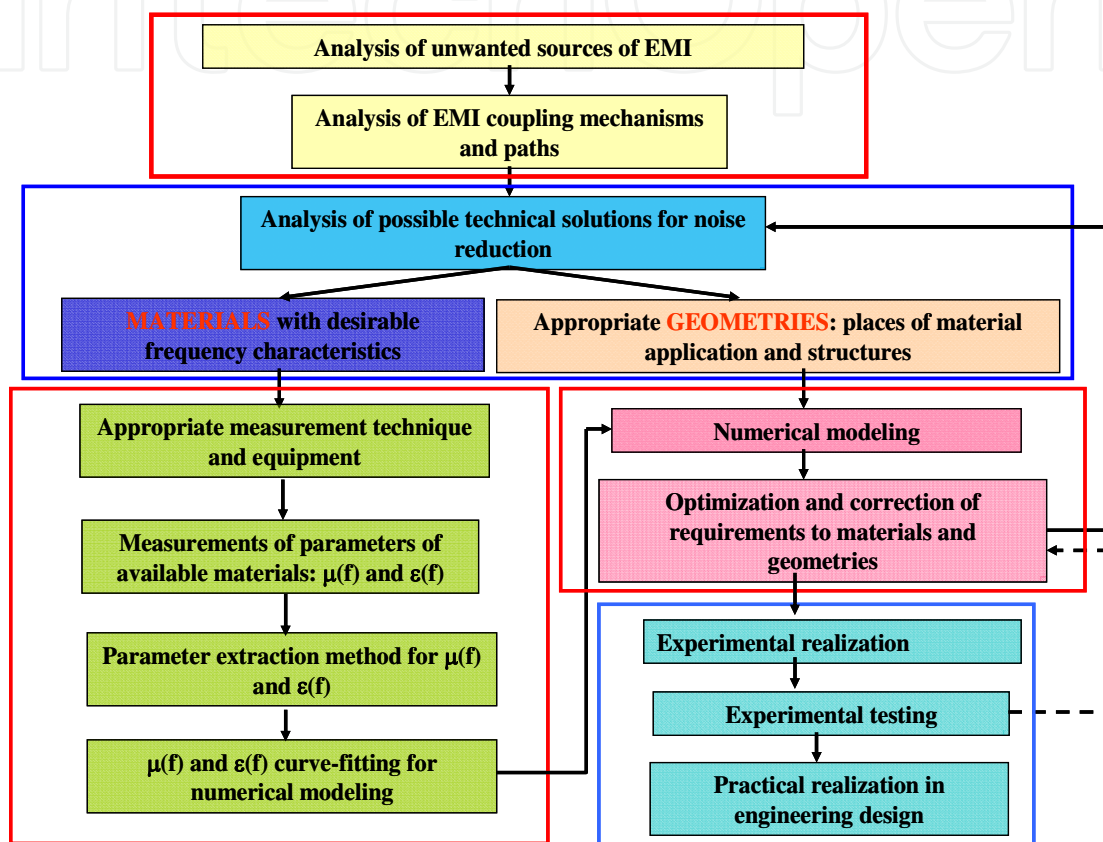 IntechOpen
Analysis of unwanted sources of EMI
Analysis of EMI coupling mechanisms
and paths
Analysis of possible technical solutions for noise
reduction
MATERIALS with desirable
frequency characteristics
Appropriate GEOMETRIES: places of material
application and structures
Appropriate measurement technique
and equipment
Measurements of parameters of
available materials: μ(f) and ε(f)
Parameter extraction method for μ(f)
and ε(f)
μ(f) and ε(f) curve-fitting for
numerical modeling
Numerical modeling
Optimization and correction of
requirements to materials and
geometries
Experimental realization
Experimental testing
Practical realization in
engineering design